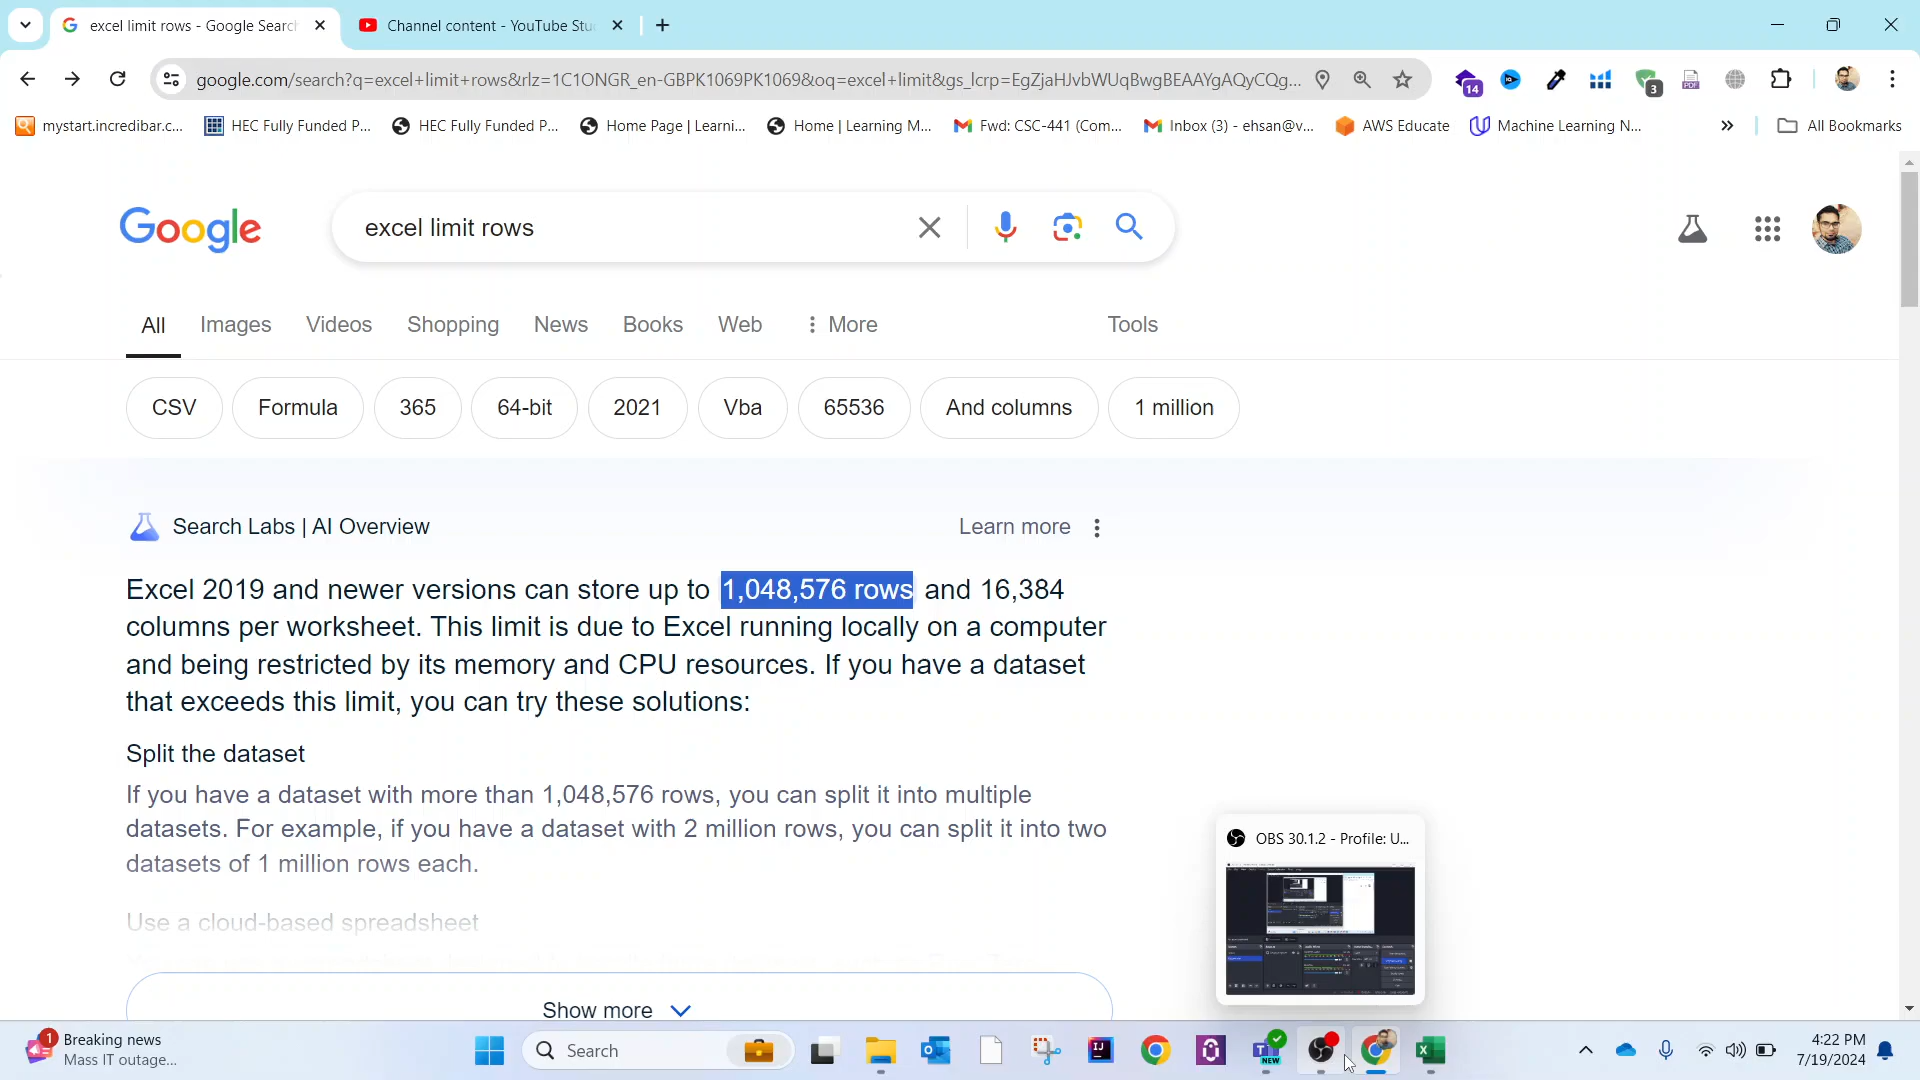 excel limit rows - Google Search
Channel content - YouTube Stu
google.com/search?q=excel+limit+rows&rlz=1C1ONGR_en-GBPK1069PK1069&oq=excel+limit&gs_lcrp=EgZjaHJvbWUqBwgBEAAYgAQyCQg...
14
3
mystart.incredibar.c...
HEC Fully Funded P...
HEC Fully Funded P...
Home Page | Learni...
Home | Learning M...
Fwd: CSC-441 (Com...
Inbox (3) - ehsan@v...
AWS Educate
Machine Learning N...
All Bookmarks
Google
excel limit rows
All
Images
Videos
Shopping
News
Books
Web
More
Tools
CSV
Formula
365
64-bit
2021
Vba
65536
And columns
1 million
Search Labs | AI Overview
Learn more
Excel 2019 and newer versions can store up to 1,048,576 rows and 16,384
columns per worksheet. This limit is due to Excel running locally on a computer
and being restricted by its memory and CPU resources. If you have a dataset
that exceeds this limit, you can try these solutions:
Split the dataset
If you have a dataset with more than 1,048,576 rows, you can split it into multiple
datasets. For example, if you have a dataset with 2 million rows, you can split it into two
datasets of 1 million rows each.
Use a cloud-based spreadsheet
OBS 30.1.2 - Profile: U...
Show more
1
Breaking news
Mass IT outage...
Search
NEW
4:22 PM
7/19/2024